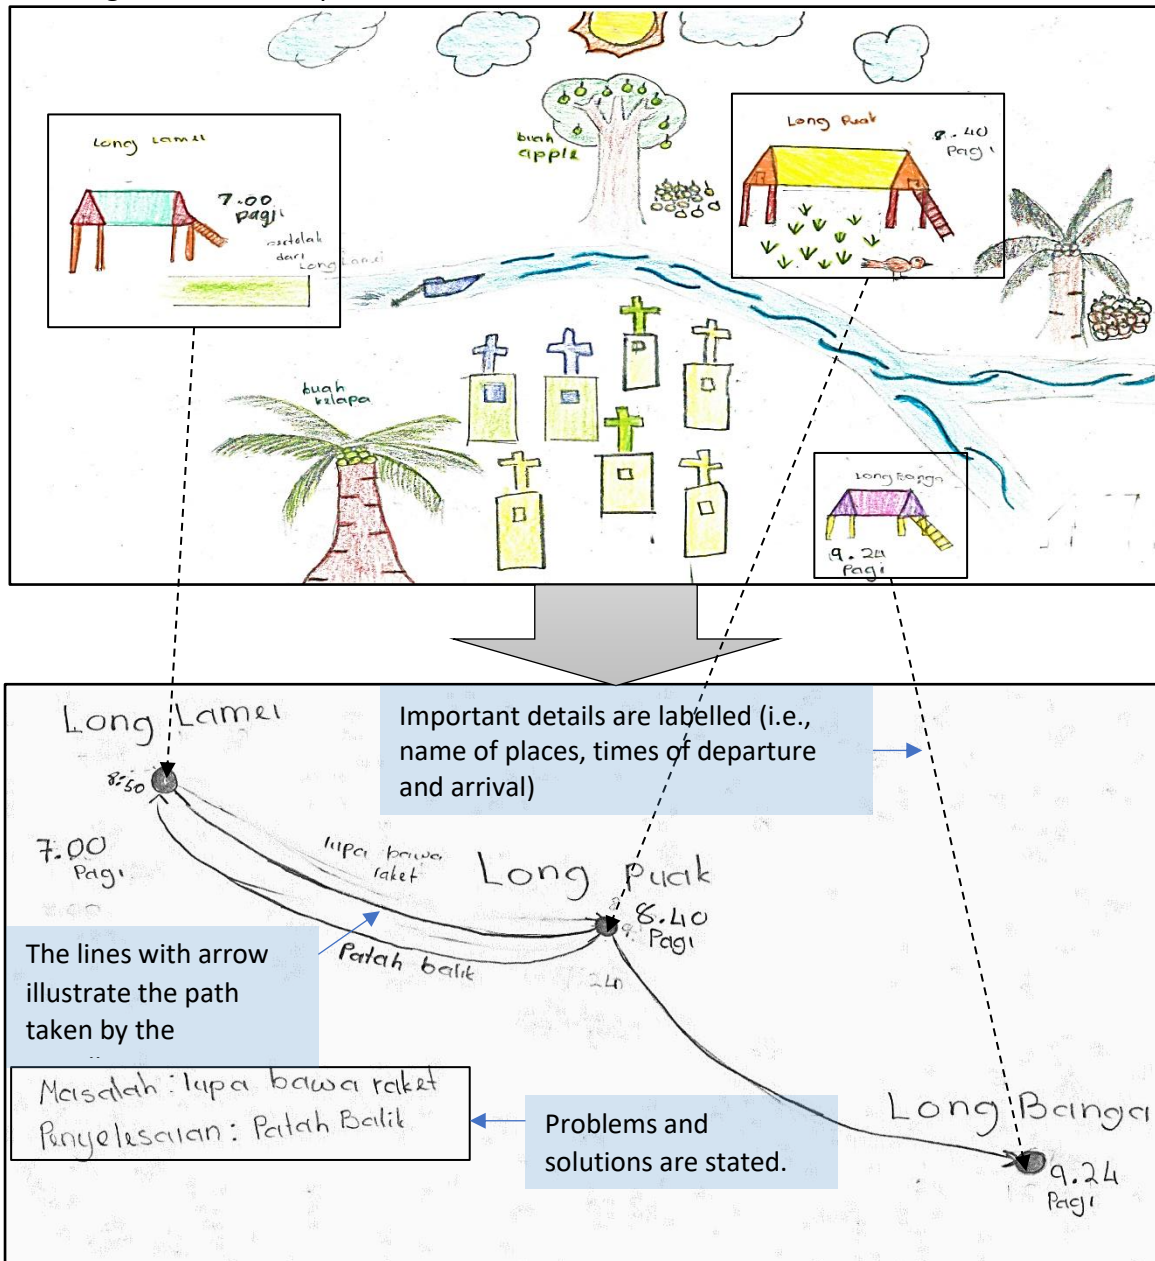 Long Lamei
7.00
Pagi
bertolak
dari
Long Lamei
buah
apple
Long Puak
8.40
Pagi
buah
kelapa
Long Banga
9.24
Pagi
Long Lamei
Important details are labelled (i.e.,
name of places, times of departure
and arrival)
8:50
7.00
Pagi
lupa bawa
raket
Long Puak
8.40
Pagi
Patah balik
The lines with arrow
illustrate the path
taken by the
Masalah : lupa bawa raket
Penyelesaian : Patah Balik
Problems and
solutions are stated.
Long Banga
9.24
Pagi